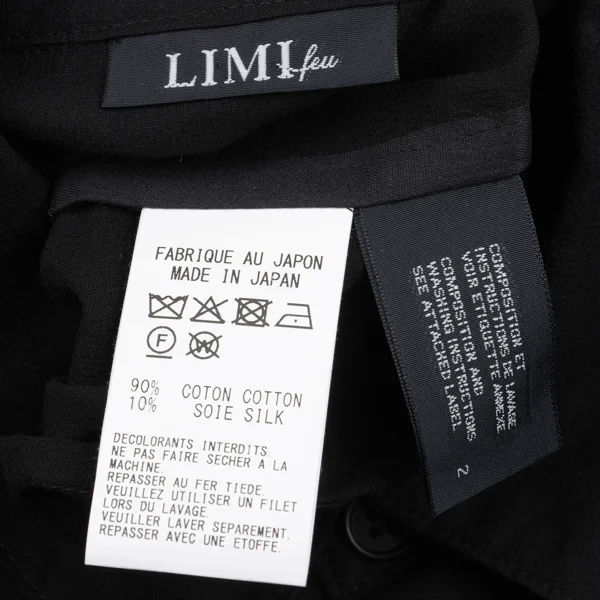 LIMI feu
FABRIQUE AU JAPON
MADE IN JAPAN
F W
90% COTON COTTON
10% SOIE SILK
DECOLORANTS INTERDITS.
NE PAS FAIRE SECHER A LA
MACHINE.
REPASSER AU FER TIEDE.
VEUILLEZ UTILISER UN FILET
LORS DU LAVAGE.
VEUILLER LAVER SEPAREMENT.
REPASSER AVEC UNE ETOFFE.
COMPOSITION ET
INSTRUCTIONS DE LAVAGE
VOIR ETIQUETTE ANNEXE
COMPOSITION AND
WASHING INSTRUCTIONS
SEE ATTACHED LABEL
2